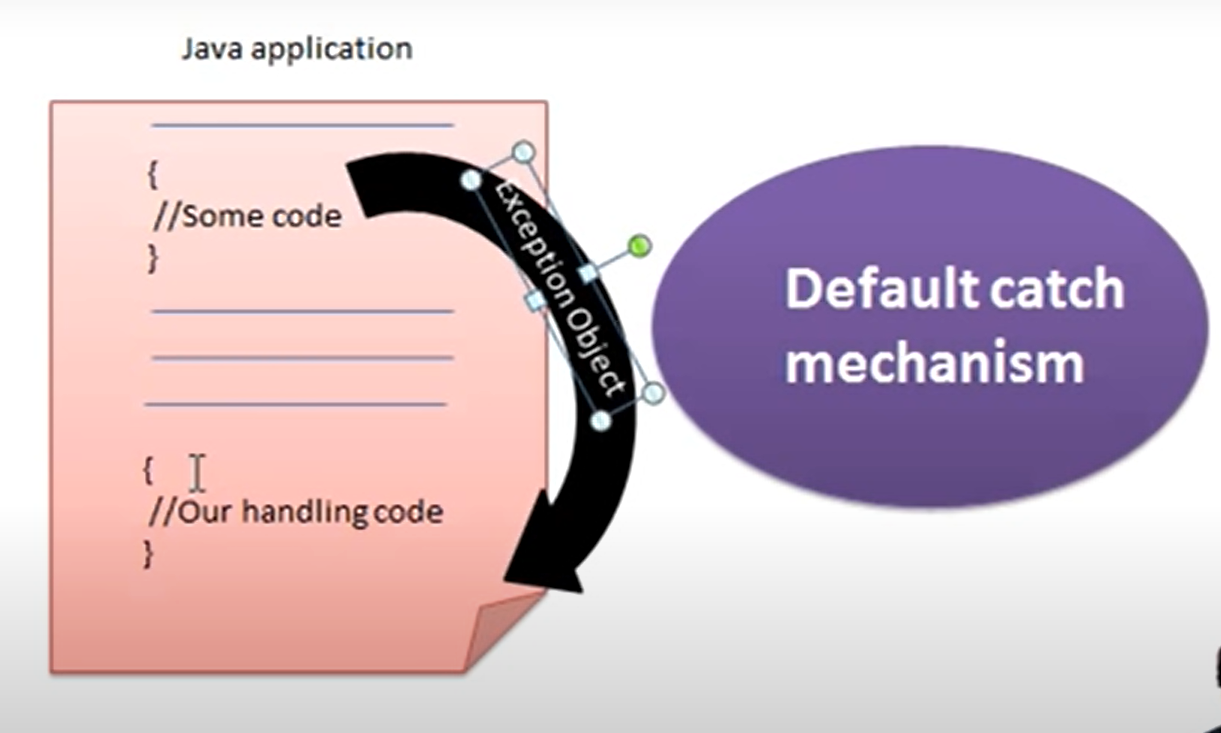 Java application
{
//Some code
}
Exception Object
Default catch
mechanism
{
//Our handling code
}